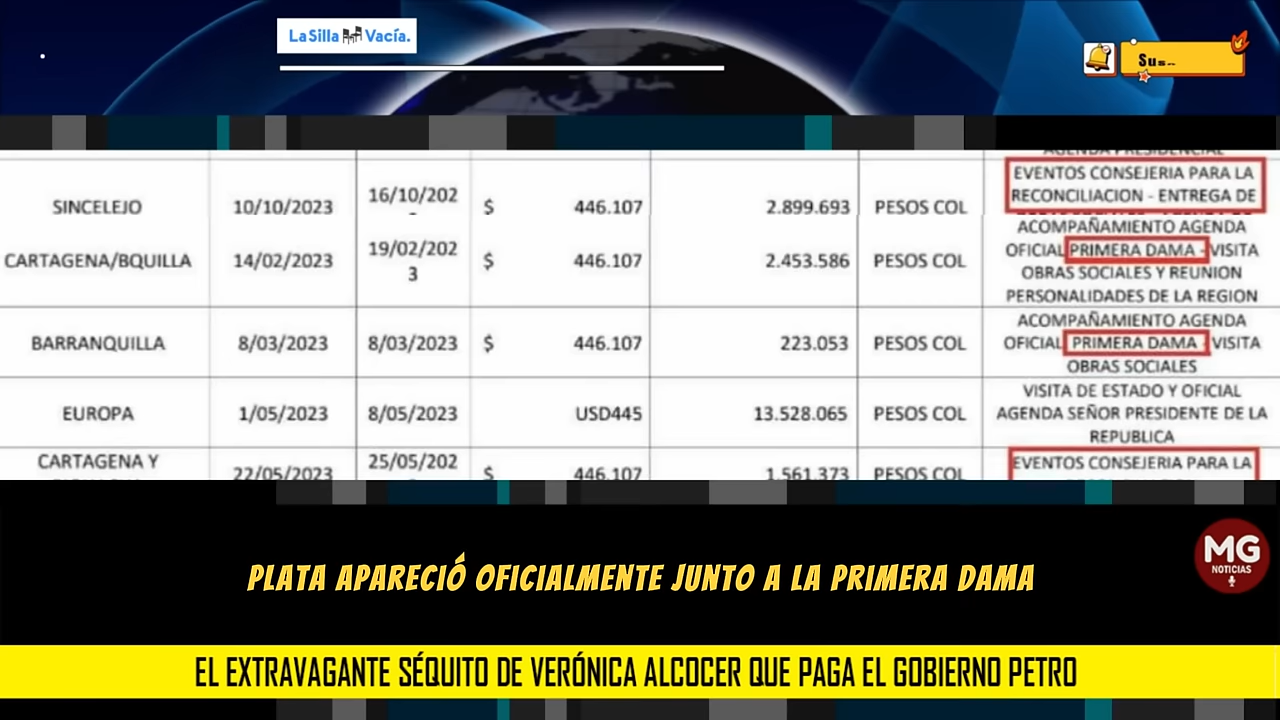 La Silla Vacía.
Sus
AGENDA PRESIDENCIAL
SINCELEJO 10/10/2023 16/10/202 $ 446.107 2.899.693 PESOS COL EVENTOS CONSEJERIA PARA LA
RECONCILIACION - ENTREGA DE
CARTAGENA/BQUILLA 14/02/2023 19/02/202
3 $ 446.107 2.453.586 PESOS COL ACOMPAÑAMIENTO AGENDA
OFICIAL PRIMERA DAMA - VISITA
OBRAS SOCIALES Y REUNION
PERSONALIDADES DE LA REGION
BARRANQUILLA 8/03/2023 8/03/2023 $ 446.107 223.053 PESOS COL ACOMPAÑAMIENTO AGENDA
OFICIAL PRIMERA DAMA - VISITA
OBRAS SOCIALES
EUROPA 1/05/2023 8/05/2023 USD445 13.528.065 PESOS COL VISITA DE ESTADO Y OFICIAL
AGENDA SEÑOR PRESIDENTE DE LA
REPUBLICA
CARTAGENA Y 22/05/2023 25/05/202 $ 446.107 1.561.373 PESOS COL EVENTOS CONSEJERIA PARA LA
PLATA APARECIÓ OFICIALMENTE JUNTO A LA PRIMERA DAMA
MG
NOTICIAS
EL EXTRAVAGANTE SÉQUITO DE VERÓNICA ALCOCER QUE PAGA EL GOBIERNO PETRO